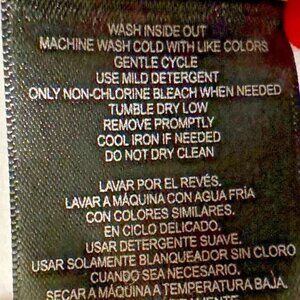 WASH INSIDE OUT
MACHINE WASH COLD WITH LIKE COLORS
GENTLE CYCLE
USE MILD DETERGENT
ONLY NON-CHLORINE BLEACH WHEN NEEDED
TUMBLE DRY LOW
REMOVE PROMPTLY
COOL IRON IF NEEDED
DO NOT DRY CLEAN
LAVAR POR EL REVÉS.
LAVAR A MÁQUINA CON AGUA FRÍA
CON COLORES SIMILARES.
EN CICLO DELICADO.
USAR DETERGENTE SUAVE.
USAR SOLAMENTE BLANQUEADOR SIN CLORO
CUANDO SEA NECESARIO.
SECAR A MÁQUINA A TEMPERATURA BAJA.